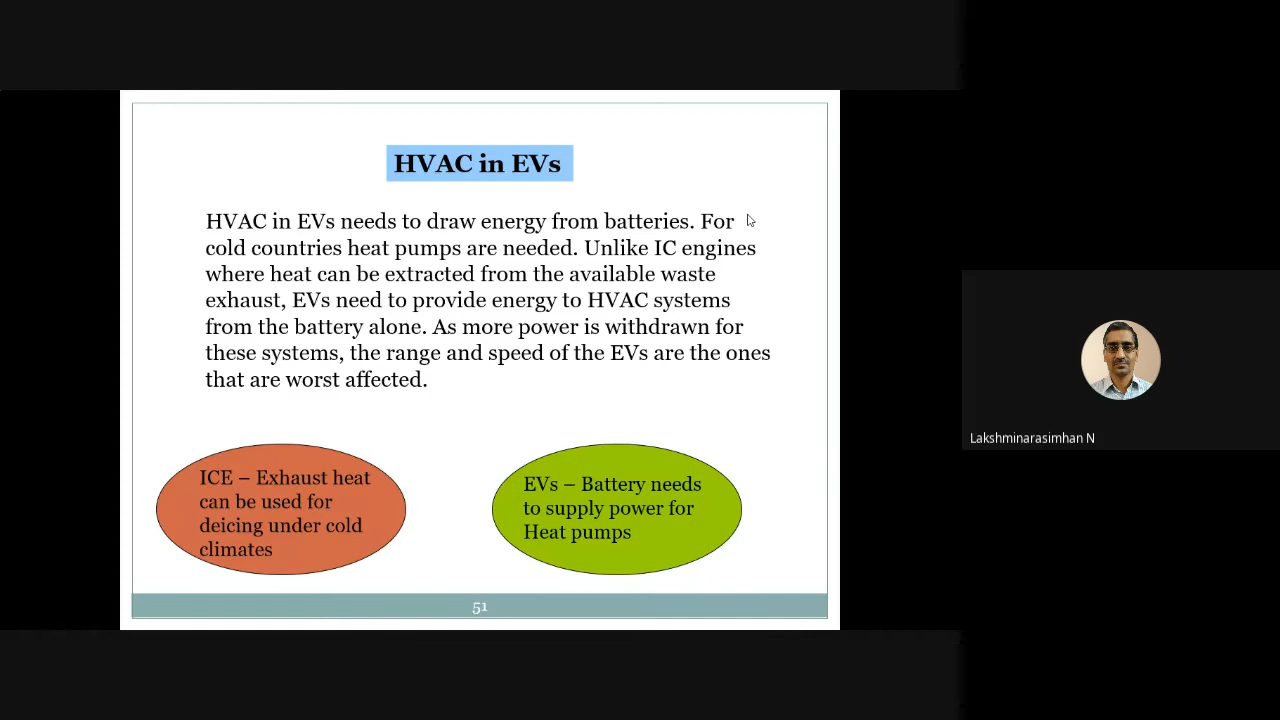 HVAC in EVs
HVAC in EVs needs to draw energy from batteries. For
cold countries heat pumps are needed. Unlike IC engines
where heat can be extracted from the available waste
exhaust, EVs need to provide energy to HVAC systems
from the battery alone. As more power is withdrawn for
these systems, the range and speed of the EVs are the ones
that are worst affected.
ICE – Exhaust heat
can be used for
deicing under cold
climates
EVs – Battery needs
to supply power for
Heat pumps
51
Lakshminarasimhan N